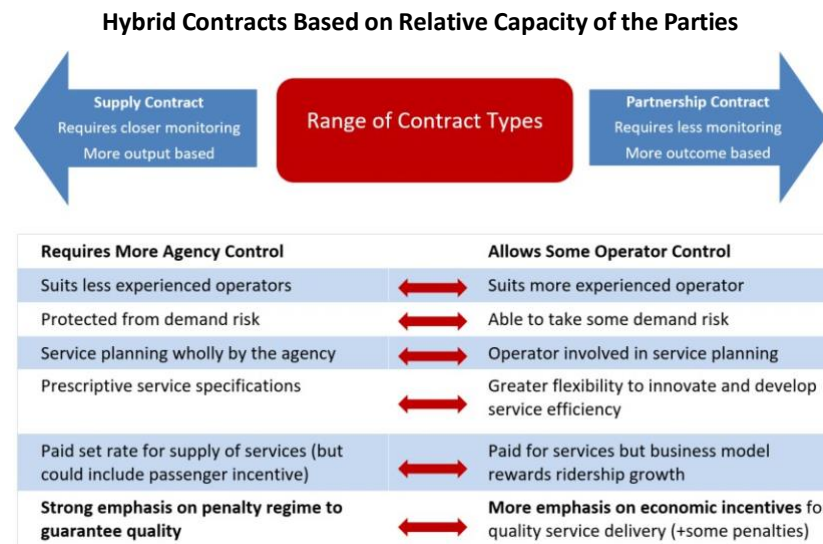 Hybrid Contracts Based on Relative Capacity of the Parties
Supply Contract
Requires closer monitoring
More output based
Range of Contract Types
Partnership Contract
Requires less monitoring
More outcome based
Requires More Agency Control
Allows Some Operator Control
Suits less experienced operators
Suits more experienced operator
Protected from demand risk
Able to take some demand risk
Service planning wholly by the agency
Operator involved in service planning
Prescriptive service specifications
Greater flexibility to innovate and develop
service efficiency
Paid set rate for supply of services (but
could include passenger incentive)
Paid for services but business model
rewards ridership growth
Strong emphasis on penalty regime to
guarantee quality
More emphasis on economic incentives fo
quality service delivery (+some penalties)